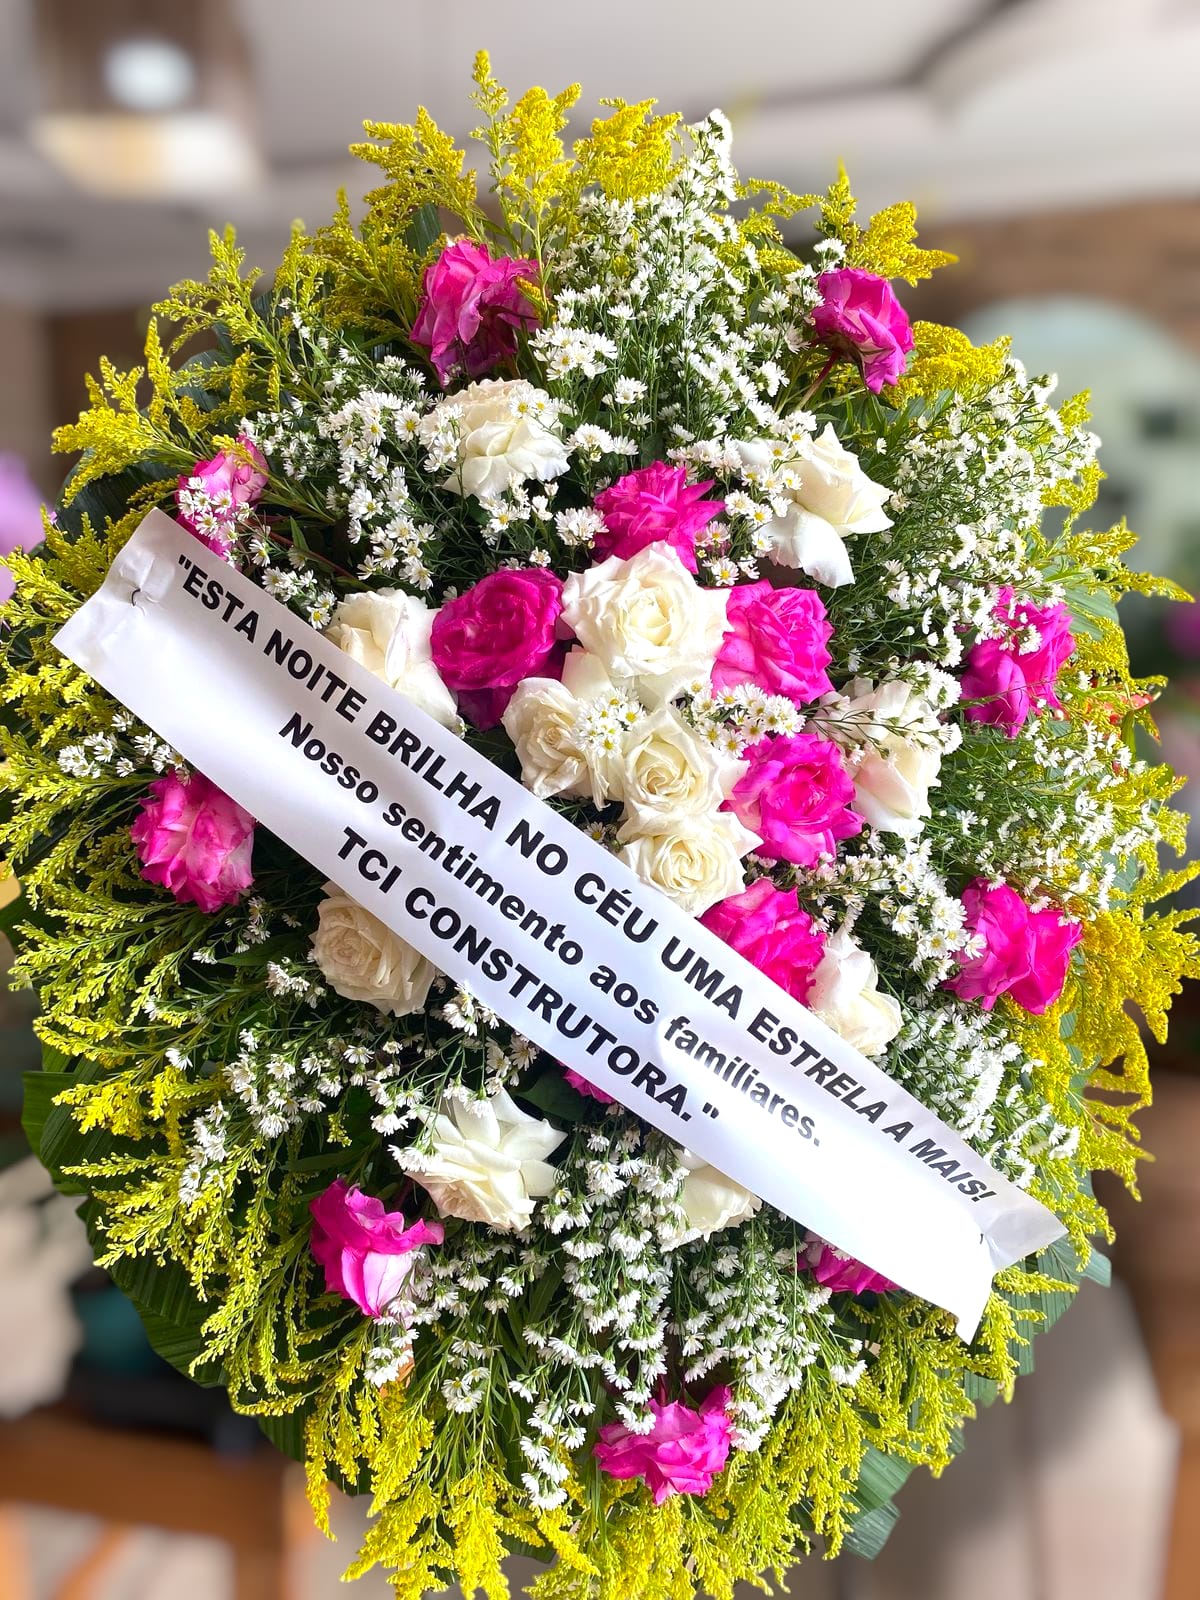 "ESTA NOITE BRILHA NO CÉU UMA ESTRELA A MAIS!
Nosso sentimento aos familiares.
TCI CONSTRUTORA."